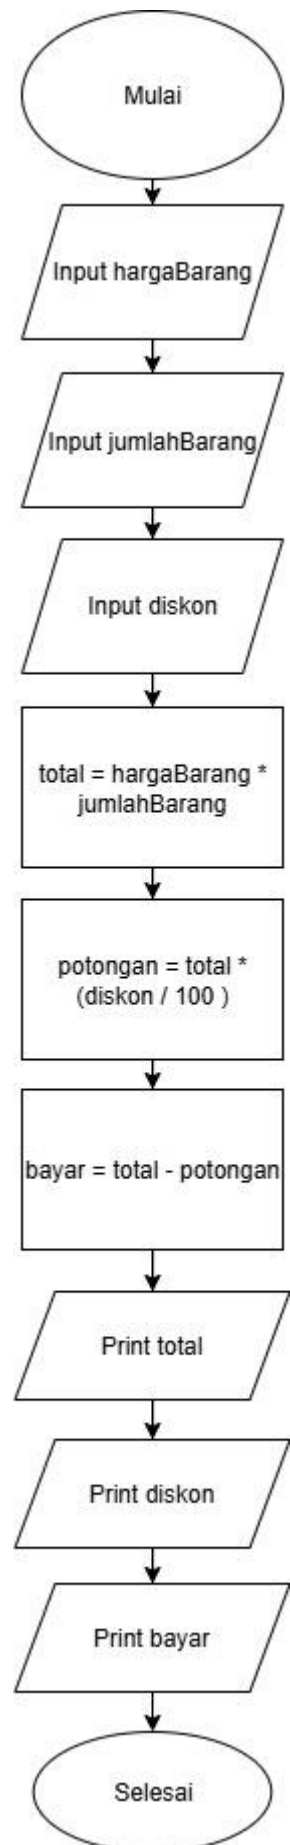 Mulai
Input hargaBarang
Input jumlahBarang
Input diskon
total = hargaBarang *
jumlahBarang
potongan = total *
(diskon / 100 )
bayar = total - potongan
Print total
Print diskon
Print bayar
Selesai